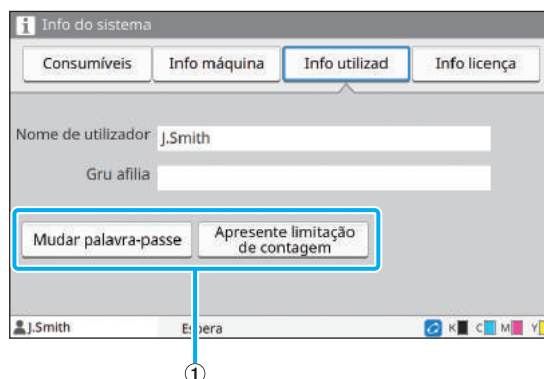 Info do sistema
Consumíveis Info máquina Info utilizad Info licença
Nome de utilizador J.Smith
Gru afilia
Mudar palavra-passe Apresente limitação
de contagem
J.Smith Espera K C M Y
1